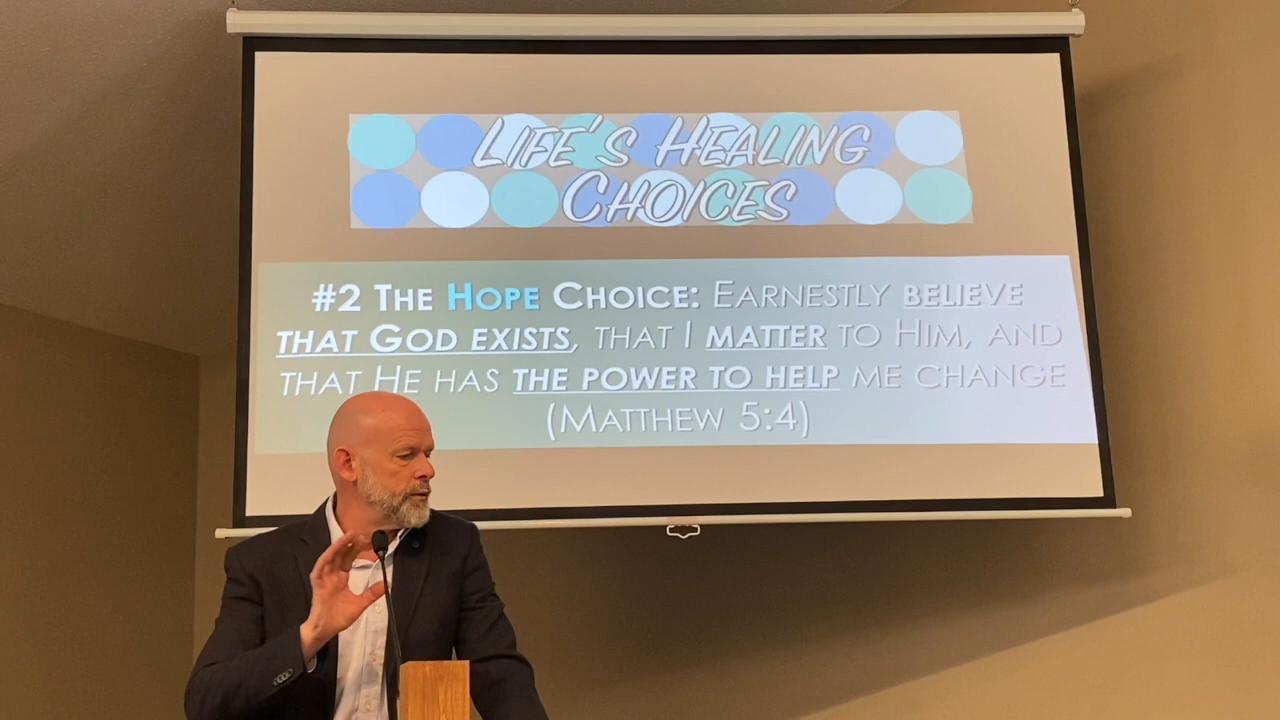 LIFE'S HEALING
CHOICES
#2 THE HOPE CHOICE: EARNESTLY BELIEVE
THAT GOD EXISTS, THAT I MATTER TO HIM, AND
THAT HE HAS THE POWER TO HELP ME CHANGE
(MATTHEW 5:4)